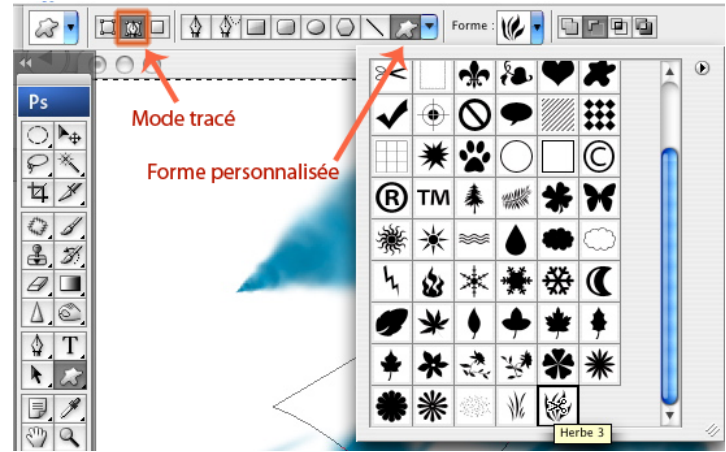 Forme :
Ps
Mode tracé
Forme personnalisée
©
® TM
T
Herbe 3